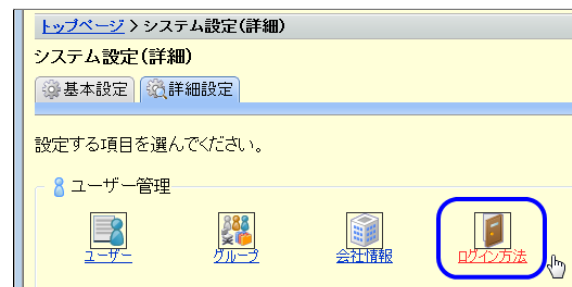 トップページ > システム設定(詳細)
システム設定(詳細)
基本設定 詳細設定
設定する項目を選んでください。
ユーザー管理
ユーザー グループ 会社情報 ログイン方法